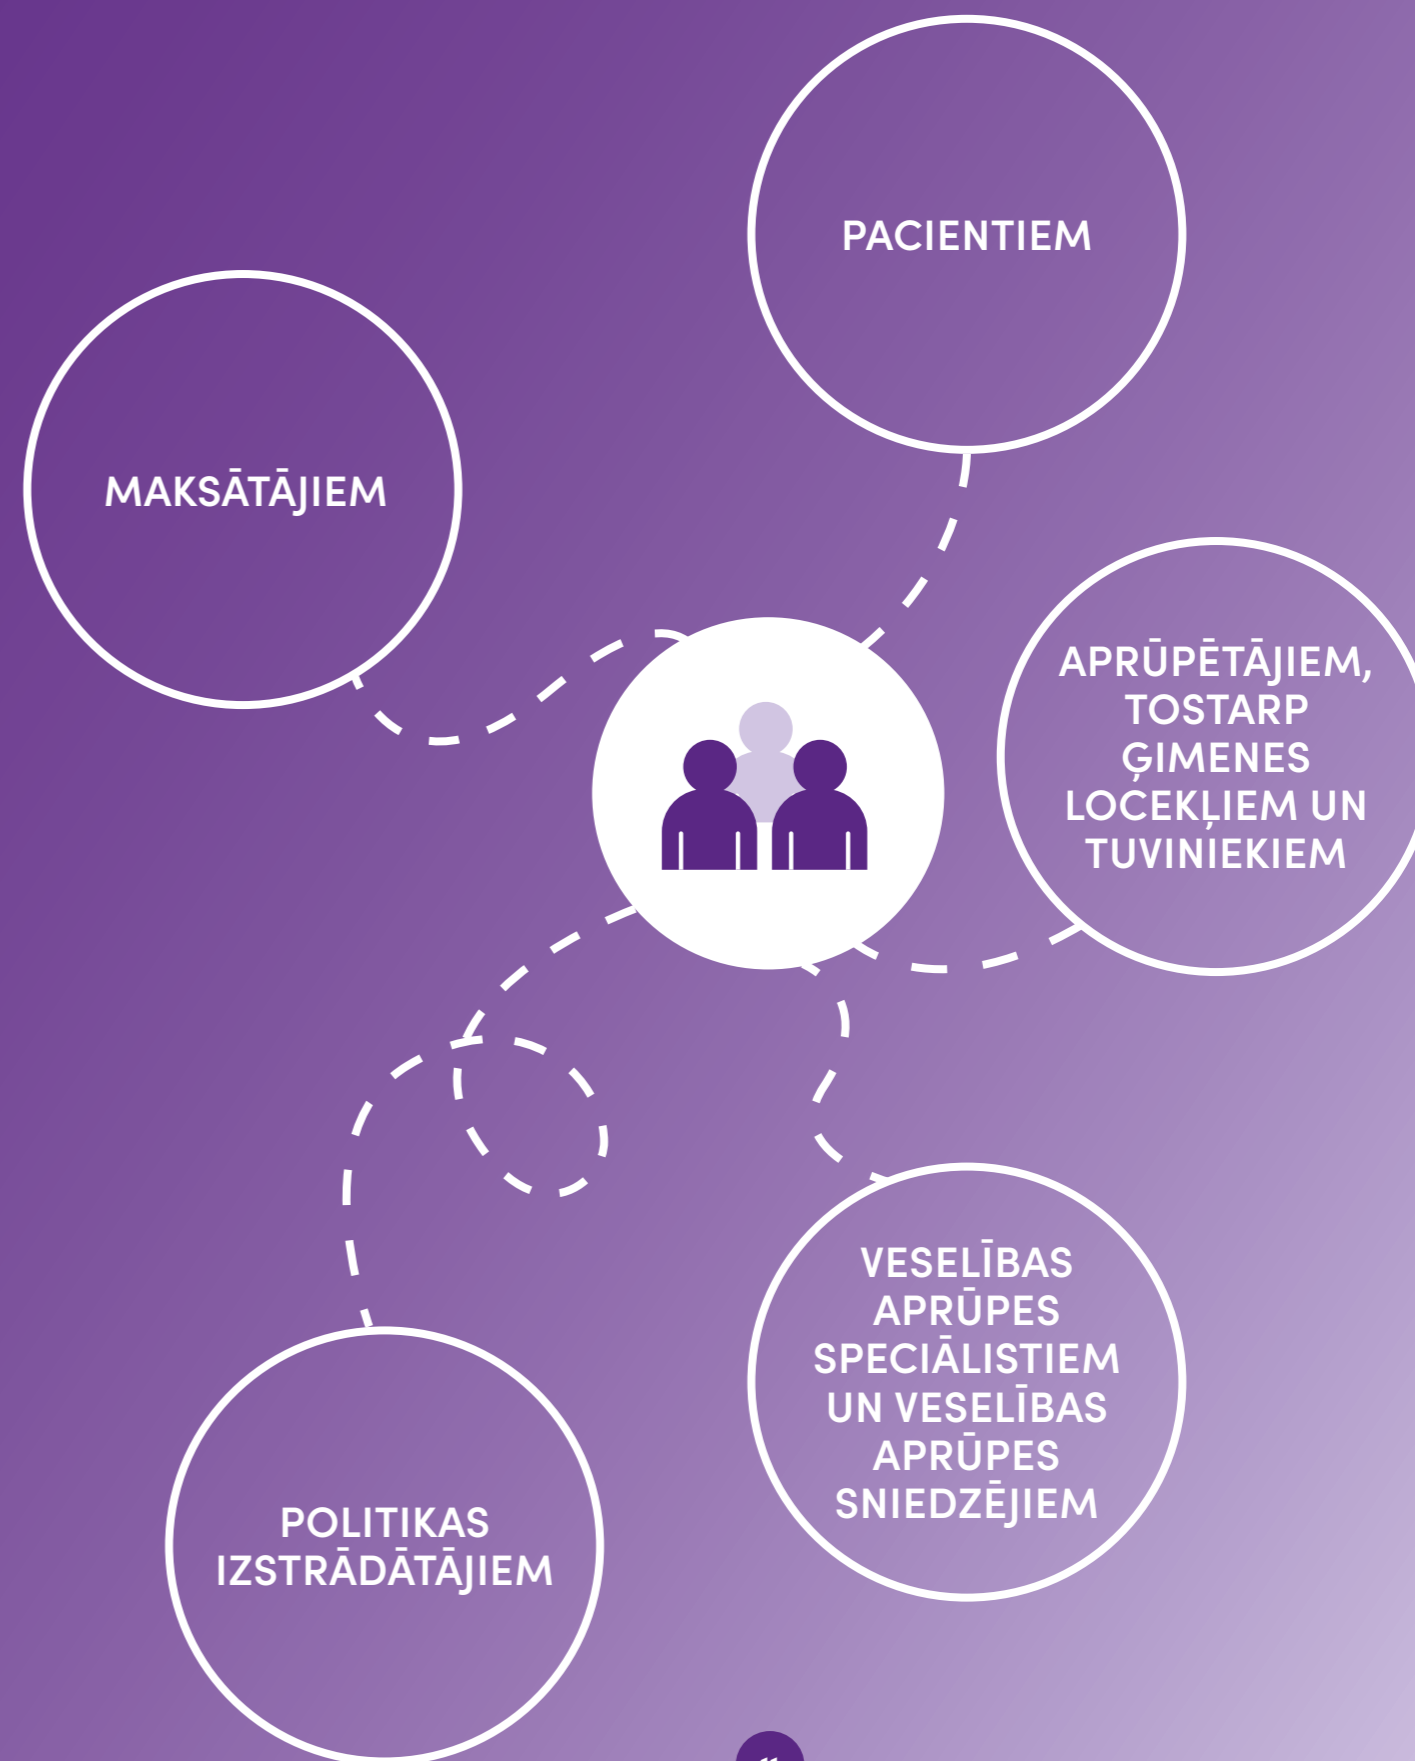 PACIENTIEM
MAKSĀTĀJIEM
APRŪPĒTĀJIEM,
TOSTARP
ĢIMENES
LOCEKĻIEM UN
TUVINIEKIEM
VESELĪBAS
APRŪPES
SPECIĀLISTIEM
UN VESELĪBAS
APRŪPES
SNIEDZĒJIEM
POLITIKAS
IZSTRĀDĀTĀJIEM